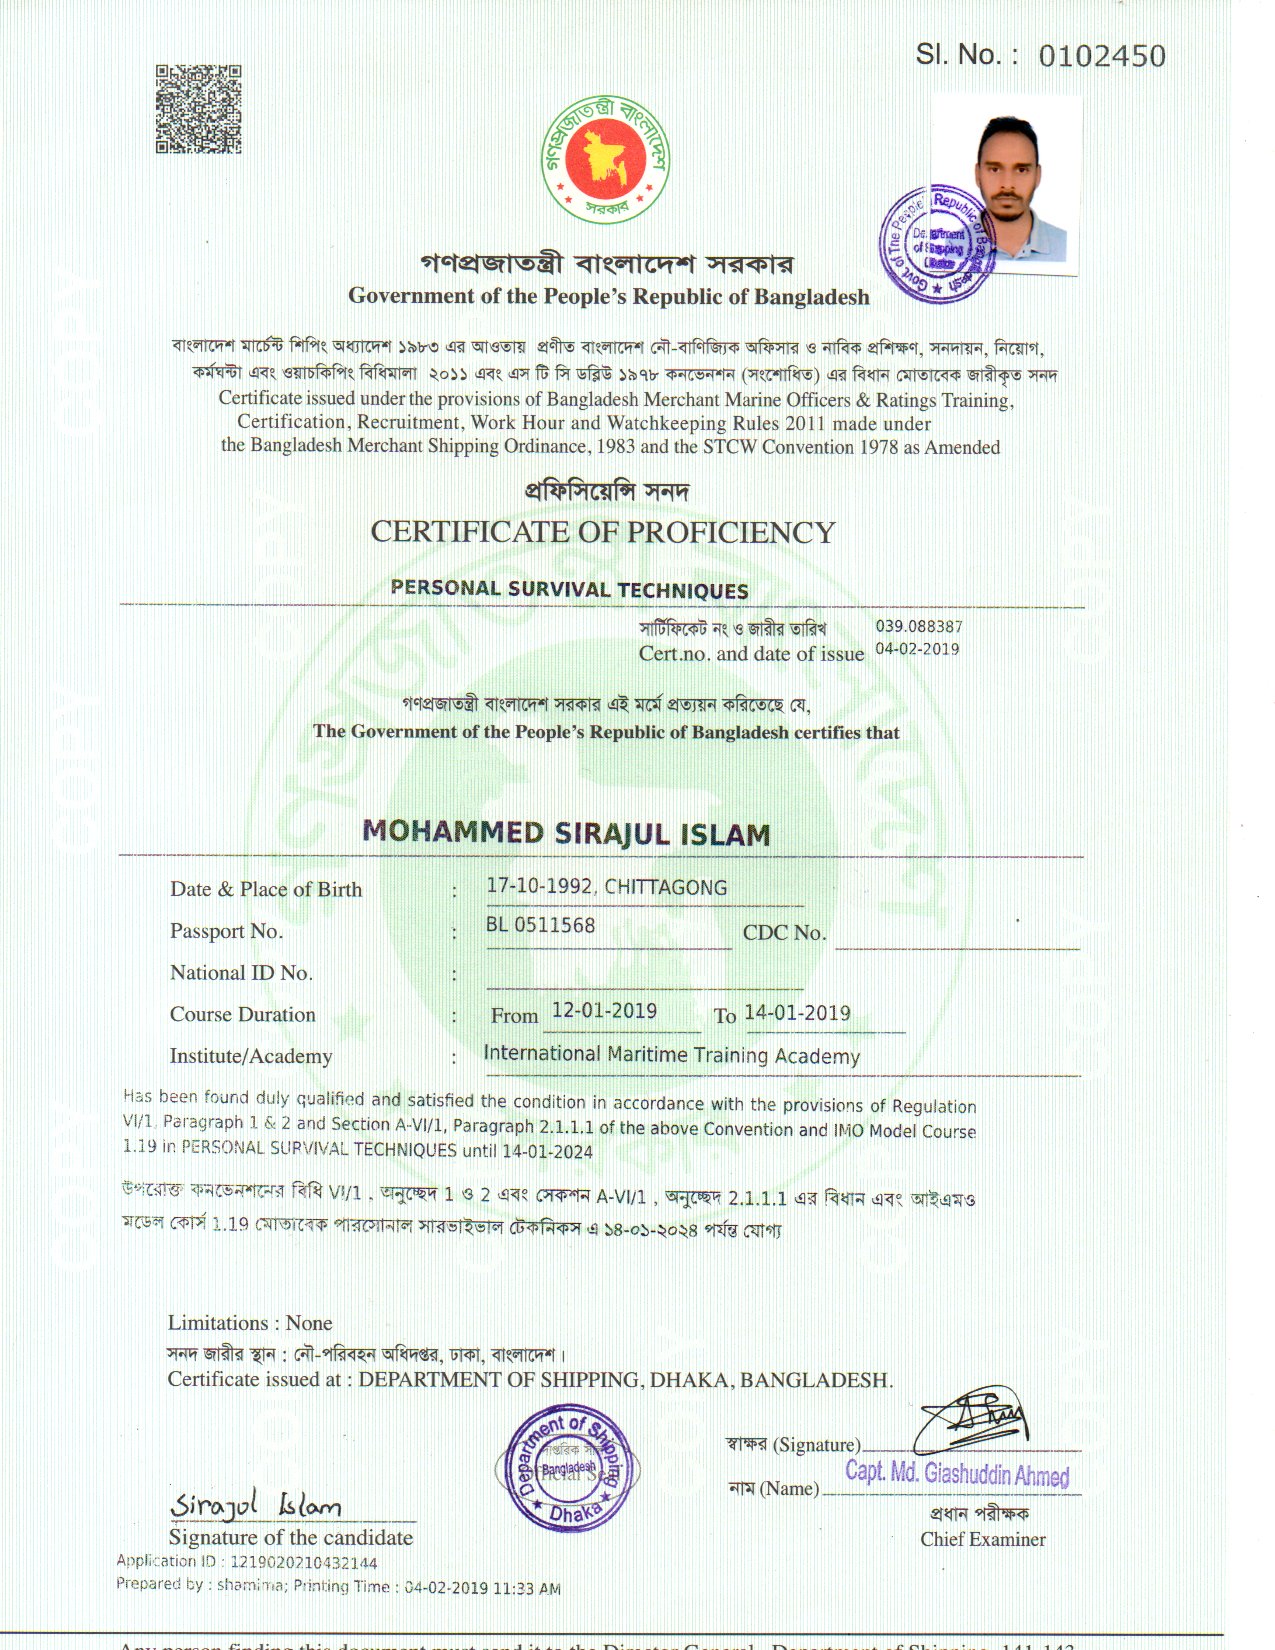 Sl. No. : 0102450
গণপ্রজাতন্ত্রী বাংলাদেশ
সরকার
Govt. of The People's Republic of Bangladesh
Department
of Shipping
গণপ্রজাতন্ত্রী বাংলাদেশ সরকার
Government of the People's Republic of Bangladesh
বাংলাদেশ মার্চেন্ট শিপিং অধ্যাদেশ ১৯৮৩ এর আওতায় প্রণীত বাংলাদেশ নৌ-বাণিজ্যিক অফিসার ও নাবিক প্রশিক্ষণ, সনদায়ন, নিয়োগ,
কর্মঘন্টা এবং ওয়াচকিপিং বিধিমালা ২০১১ এবং এস টি সি ডব্লিউ ১৯৭৮ কনভেনশন (সংশোধিত) এর বিধান মোতাবেক জারীকৃত সনদ
Certificate issued under the provisions of Bangladesh Merchant Marine Officers & Ratings Training,
Certification, Recruitment, Work Hour and Watchkeeping Rules 2011 made under
the Bangladesh Merchant Shipping Ordinance, 1983 and the STCW Convention 1978 as Amended
প্রফিসিয়েন্সি সনদ
CERTIFICATE OF PROFICIENCY
PERSONAL SURVIVAL TECHNIQUES
সার্টিফিকেট নং ও জারীর তারিখ 039.088387
Cert.no. and date of issue 04-02-2019
গণপ্রজাতন্ত্রী বাংলাদেশ সরকার এই মর্মে প্রত্যয়ন করিতেছে যে,
The Government of the People's Republic of Bangladesh certifies that
MOHAMMED SIRAJUL ISLAM
Date & Place of Birth : 17-10-1992, CHITTAGONG
Passport No. : BL 0511568 CDC No.
National ID No. :
Course Duration : From 12-01-2019 To 14-01-2019
Institute/Academy : International Maritime Training Academy
Has been found duly qualified and satisfied the condition in accordance with the provisions of Regulation
VI/1, Paragraph 1 & 2 and Section A-VI/1, Paragraph 2.1.1.1 of the above Convention and IMO Model Course
1.19 in PERSONAL SURVIVAL TECHNIQUES until 14-01-2024
উপরোক্ত কনভেনশনের বিধি VI/1 , অনুচ্ছেদ 1 ও 2 এবং সেকশন A-VI/1 , অনুচ্ছেদ 2.1.1.1 এর বিধান এবং আইএমও
মডেল কোর্স 1.19 মোতাবেক পারসোনাল সারভাইভাল টেকনিকস এ ১৪-০১-২০২৪ পর্যন্ত যোগ্য
Limitations : None
সনদ জারীর স্থান : নৌ-পরিবহন অধিদপ্তর, ঢাকা, বাংলাদেশ।
Certificate issued at : DEPARTMENT OF SHIPPING, DHAKA, BANGLADESH.
Department of Shipping
Bangladesh
Dhaka
স্বাক্ষর (Signature)
নাম (Name) Capt. Md. Giashuddin Ahmed
প্রধান পরীক্ষক
Chief Examiner
Sirajul Islam
Signature of the candidate
Application ID : 1219020210432144
Prepared by : shamima; Printing Time : 04-02-2019 11:33 AM